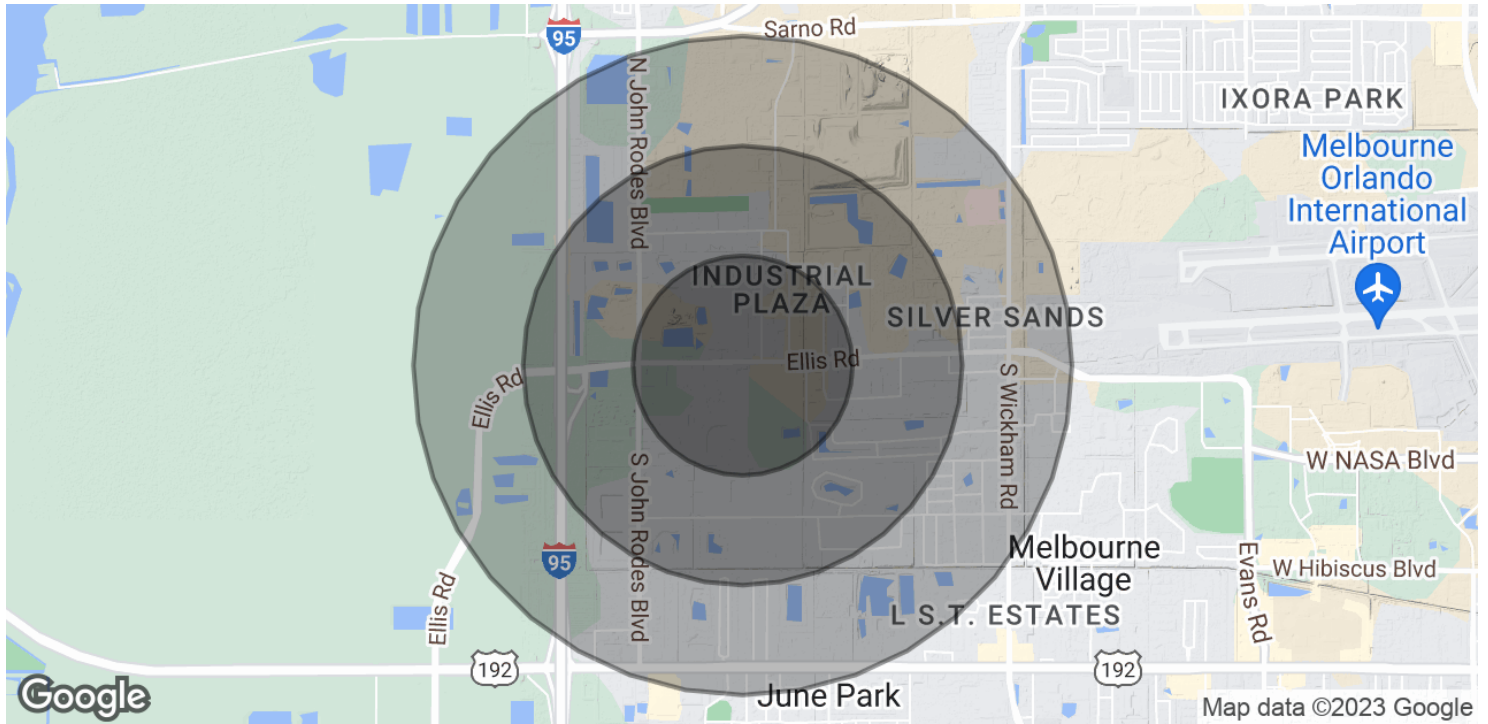 Sarno Rd
95
N John Rodes Blvd
IXORA PARK
Melbourne
Orlando
International
Airport
INDUSTRIAL
PLAZA
SILVER SANDS
Ellis Rd
Ellis Rd
S Wickham Rd
W NASA Blvd
S John Rodes Blvd
95
Melbourne
Village
Evans Rd
W Hibiscus Blvd
Ellis Rd
L S.T. ESTATES
192
192
June Park
Google
Map data ©2023 Google